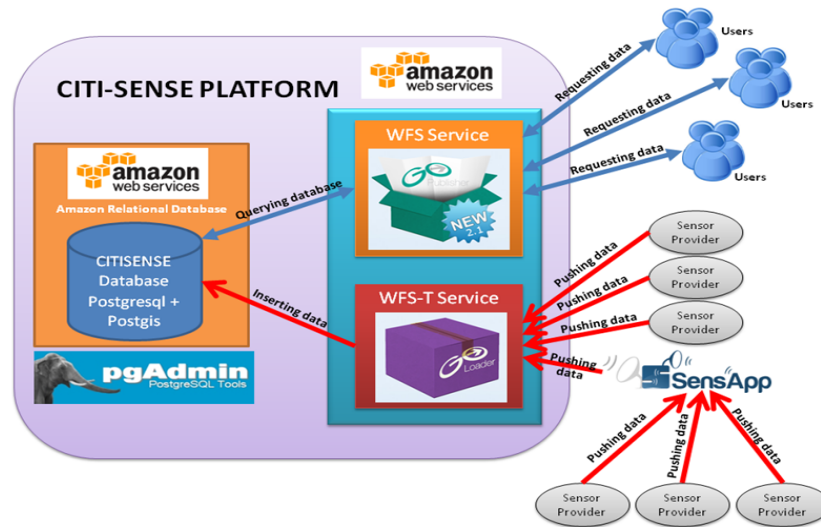 CITI-SENSE PLATFORM
amazon
web services
Users
Users
Users
Requesting data
Requesting data
Requesting data
WFS Service
GO
Publisher
NEW
2.1
amazon
web services
Amazon Relational Database
Querying database
CITISENSE
Database
Postgresql +
Postgis
Inserting data
pgAdmin
PostgreSQL Tools
WFS-T Service
GO
Loader
Sensor
Provider
Sensor
Provider
Sensor
Provider
Pushing data
Pushing data
Pushing data
Pushing
data
SensApp
Pushing data
Pushing data
Pushing data
Sensor
Provider
Sensor
Provider
Sensor
Provider